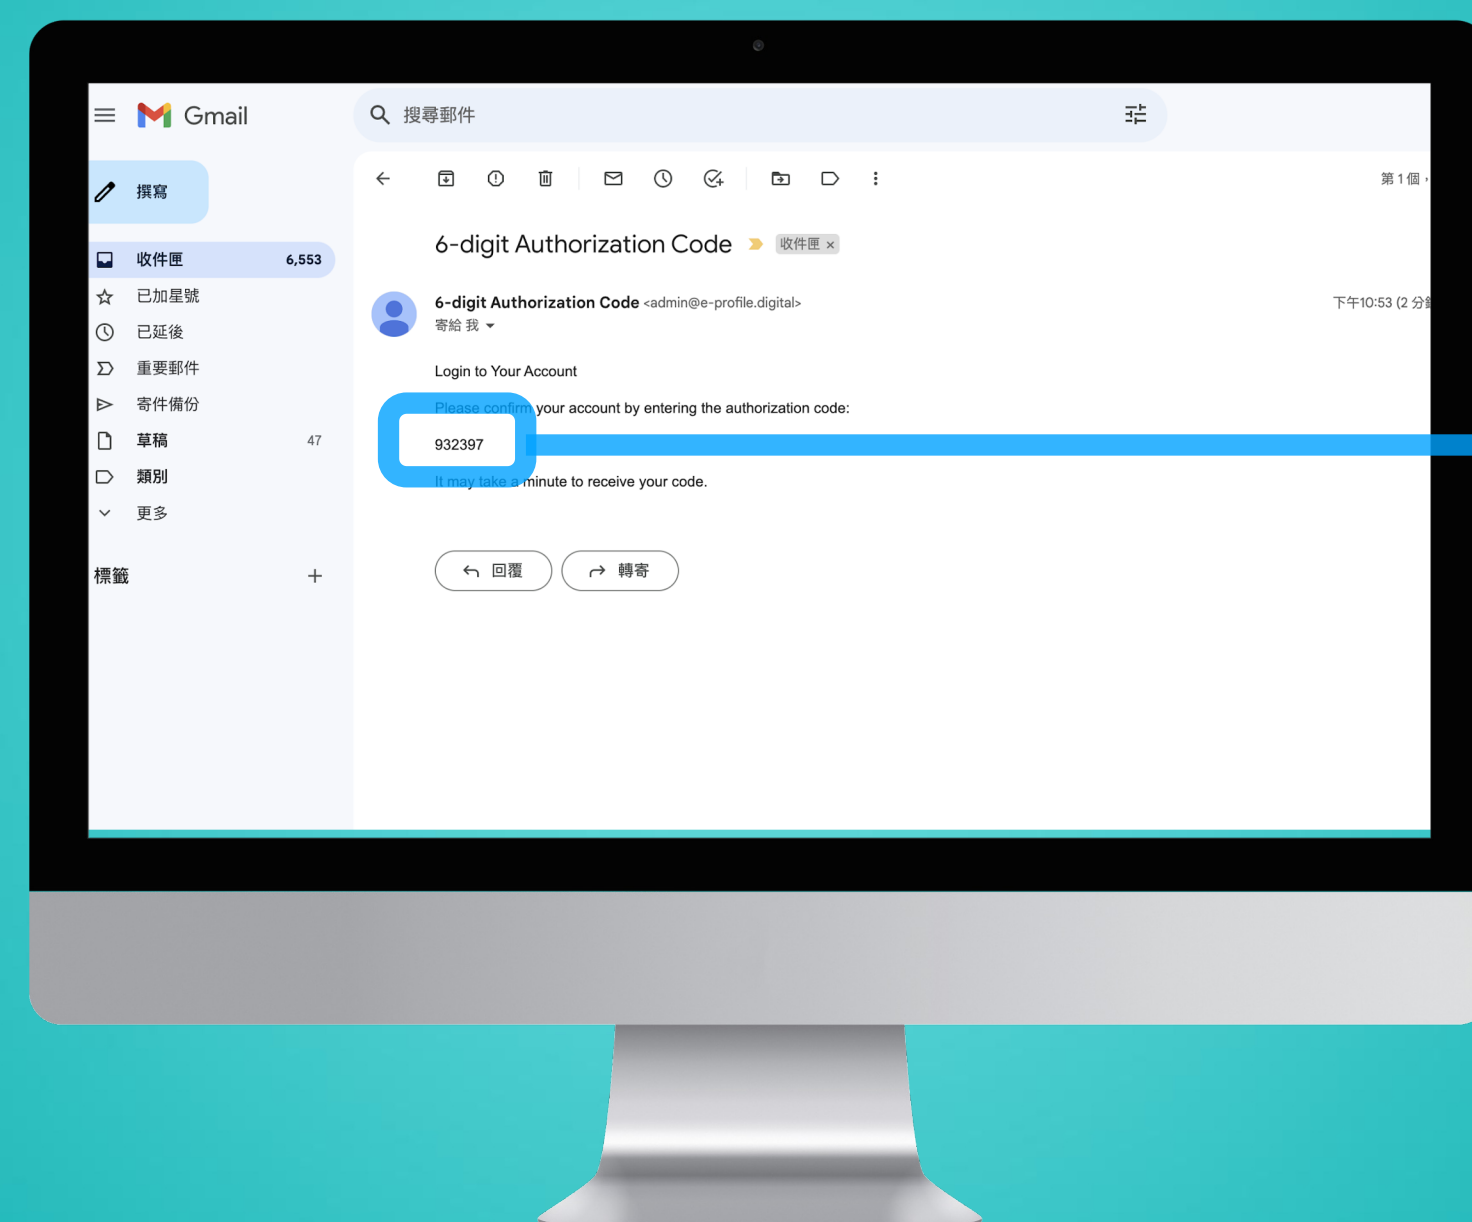 Gmail
搜尋郵件
撰寫
第 1 個，
6-digit Authorization Code 收件匣 ×
收件匣 6,553
已加星號
已延後
重要郵件
寄件備份
草稿 47
類別
更多
標籤
6-digit Authorization Code <admin@e-profile.digital>
下午10:53 (2 分
寄給 我
Login to Your Account
Please confirm your account by entering the authorization code:
932397
It may take a minute to receive your code.
回覆
轉寄